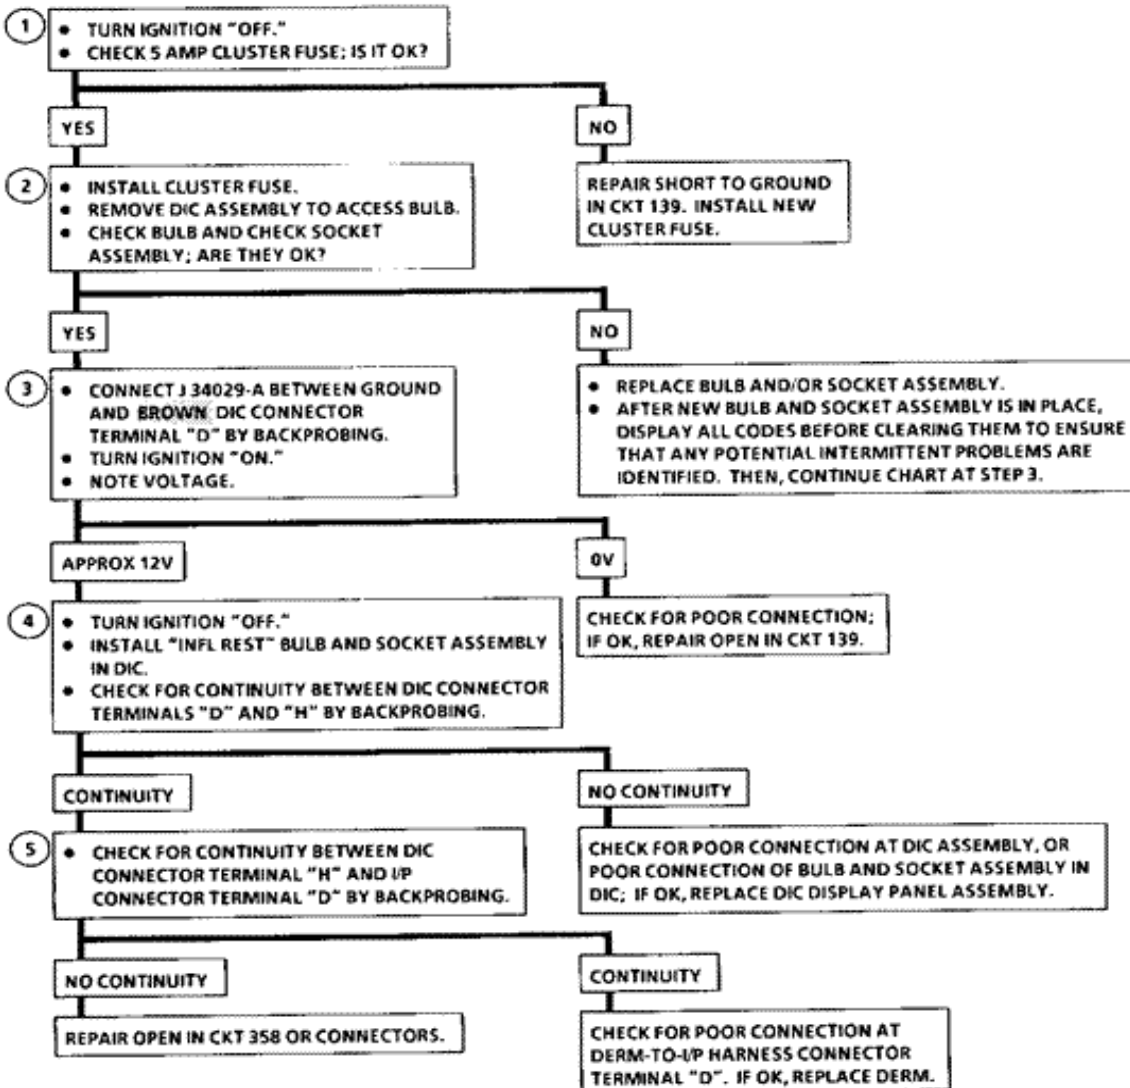 1
• TURN IGNITION "OFF."
• CHECK 5 AMP CLUSTER FUSE; IS IT OK?
YES
NO
2
• INSTALL CLUSTER FUSE.
• REMOVE DIC ASSEMBLY TO ACCESS BULB.
• CHECK BULB AND CHECK SOCKET
ASSEMBLY; ARE THEY OK?
REPAIR SHORT TO GROUND
IN CKT 139. INSTALL NEW
CLUSTER FUSE.
YES
NO
3
• CONNECT J 34029-A BETWEEN GROUND
AND BROWN DIC CONNECTOR
TERMINAL "D" BY BACKPROBING.
• TURN IGNITION "ON."
• NOTE VOLTAGE.
• REPLACE BULB AND/OR SOCKET ASSEMBLY.
• AFTER NEW BULB AND SOCKET ASSEMBLY IS IN PLACE,
DISPLAY ALL CODES BEFORE CLEARING THEM TO ENSURE
THAT ANY POTENTIAL INTERMITTENT PROBLEMS ARE
IDENTIFIED. THEN, CONTINUE CHART AT STEP 3.
APPROX 12V
0V
4
• TURN IGNITION "OFF."
• INSTALL "INFL REST" BULB AND SOCKET ASSEMBLY
IN DIC.
• CHECK FOR CONTINUITY BETWEEN DIC CONNECTOR
TERMINALS "D" AND "H" BY BACKPROBING.
CHECK FOR POOR CONNECTION;
IF OK, REPAIR OPEN IN CKT 139.
CONTINUITY
NO CONTINUITY
5
• CHECK FOR CONTINUITY BETWEEN DIC
CONNECTOR TERMINAL "H" AND I/P
CONNECTOR TERMINAL "D" BY BACKPROBING.
CHECK FOR POOR CONNECTION AT DIC ASSEMBLY, OR
POOR CONNECTION OF BULB AND SOCKET ASSEMBLY IN
DIC; IF OK, REPLACE DIC DISPLAY PANEL ASSEMBLY.
NO CONTINUITY
CONTINUITY
REPAIR OPEN IN CKT 358 OR CONNECTORS.
CHECK FOR POOR CONNECTION AT
DERM-TO-I/P HARNESS CONNECTOR
TERMINAL "D". IF OK, REPLACE DERM.